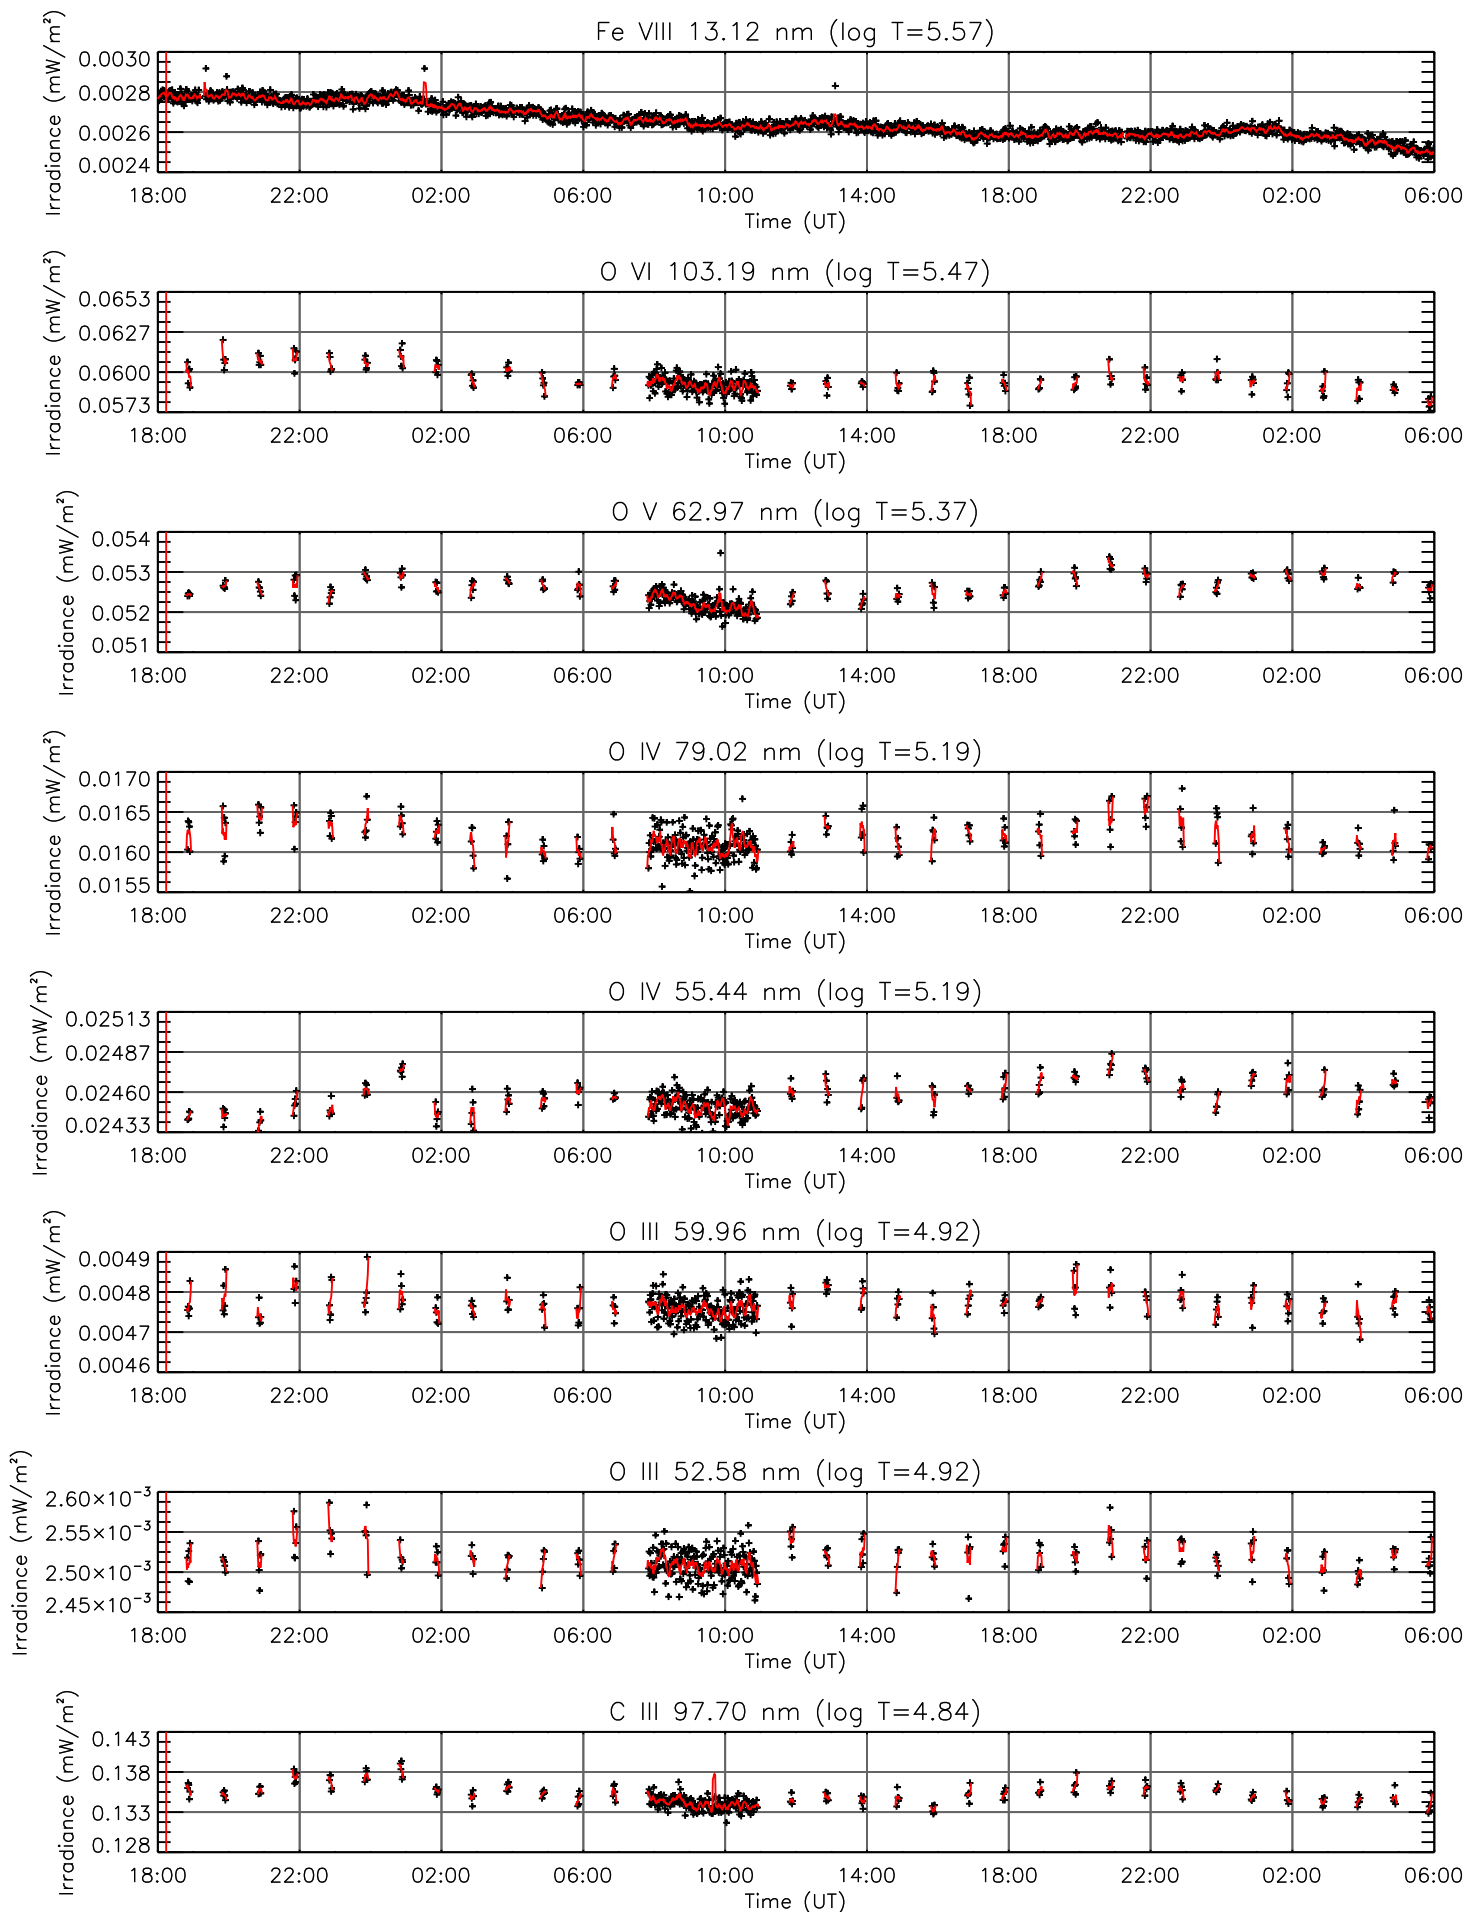 Fe VIII 13.12 nm (log T=5.57)
Irradiance (mW/m²)
0.0030
0.0028
0.0026
0.0024
18:00 22:00 02:00 06:00 10:00 14:00 18:00 22:00 02:00 06:00
Time (UT)
O VI 103.19 nm (log T=5.47)
Irradiance (mW/m²)
0.0653
0.0627
0.0600
0.0573
18:00 22:00 02:00 06:00 10:00 14:00 18:00 22:00 02:00 06:00
Time (UT)
O V 62.97 nm (log T=5.37)
Irradiance (mW/m²)
0.054
0.053
0.052
0.051
18:00 22:00 02:00 06:00 10:00 14:00 18:00 22:00 02:00 06:00
Time (UT)
O IV 79.02 nm (log T=5.19)
Irradiance (mW/m²)
0.0170
0.0165
0.0160
0.0155
18:00 22:00 02:00 06:00 10:00 14:00 18:00 22:00 02:00 06:00
Time (UT)
O IV 55.44 nm (log T=5.19)
Irradiance (mW/m²)
0.02513
0.02487
0.02460
0.02433
18:00 22:00 02:00 06:00 10:00 14:00 18:00 22:00 02:00 06:00
Time (UT)
O III 59.96 nm (log T=4.92)
Irradiance (mW/m²)
0.0049
0.0048
0.0047
0.0046
18:00 22:00 02:00 06:00 10:00 14:00 18:00 22:00 02:00 06:00
Time (UT)
O III 52.58 nm (log T=4.92)
Irradiance (mW/m²)
2.60×10⁻³
2.55×10⁻³
2.50×10⁻³
2.45×10⁻³
18:00 22:00 02:00 06:00 10:00 14:00 18:00 22:00 02:00 06:00
Time (UT)
C III 97.70 nm (log T=4.84)
Irradiance (mW/m²)
0.143
0.138
0.133
0.128
18:00 22:00 02:00 06:00 10:00 14:00 18:00 22:00 02:00 06:00
Time (UT)